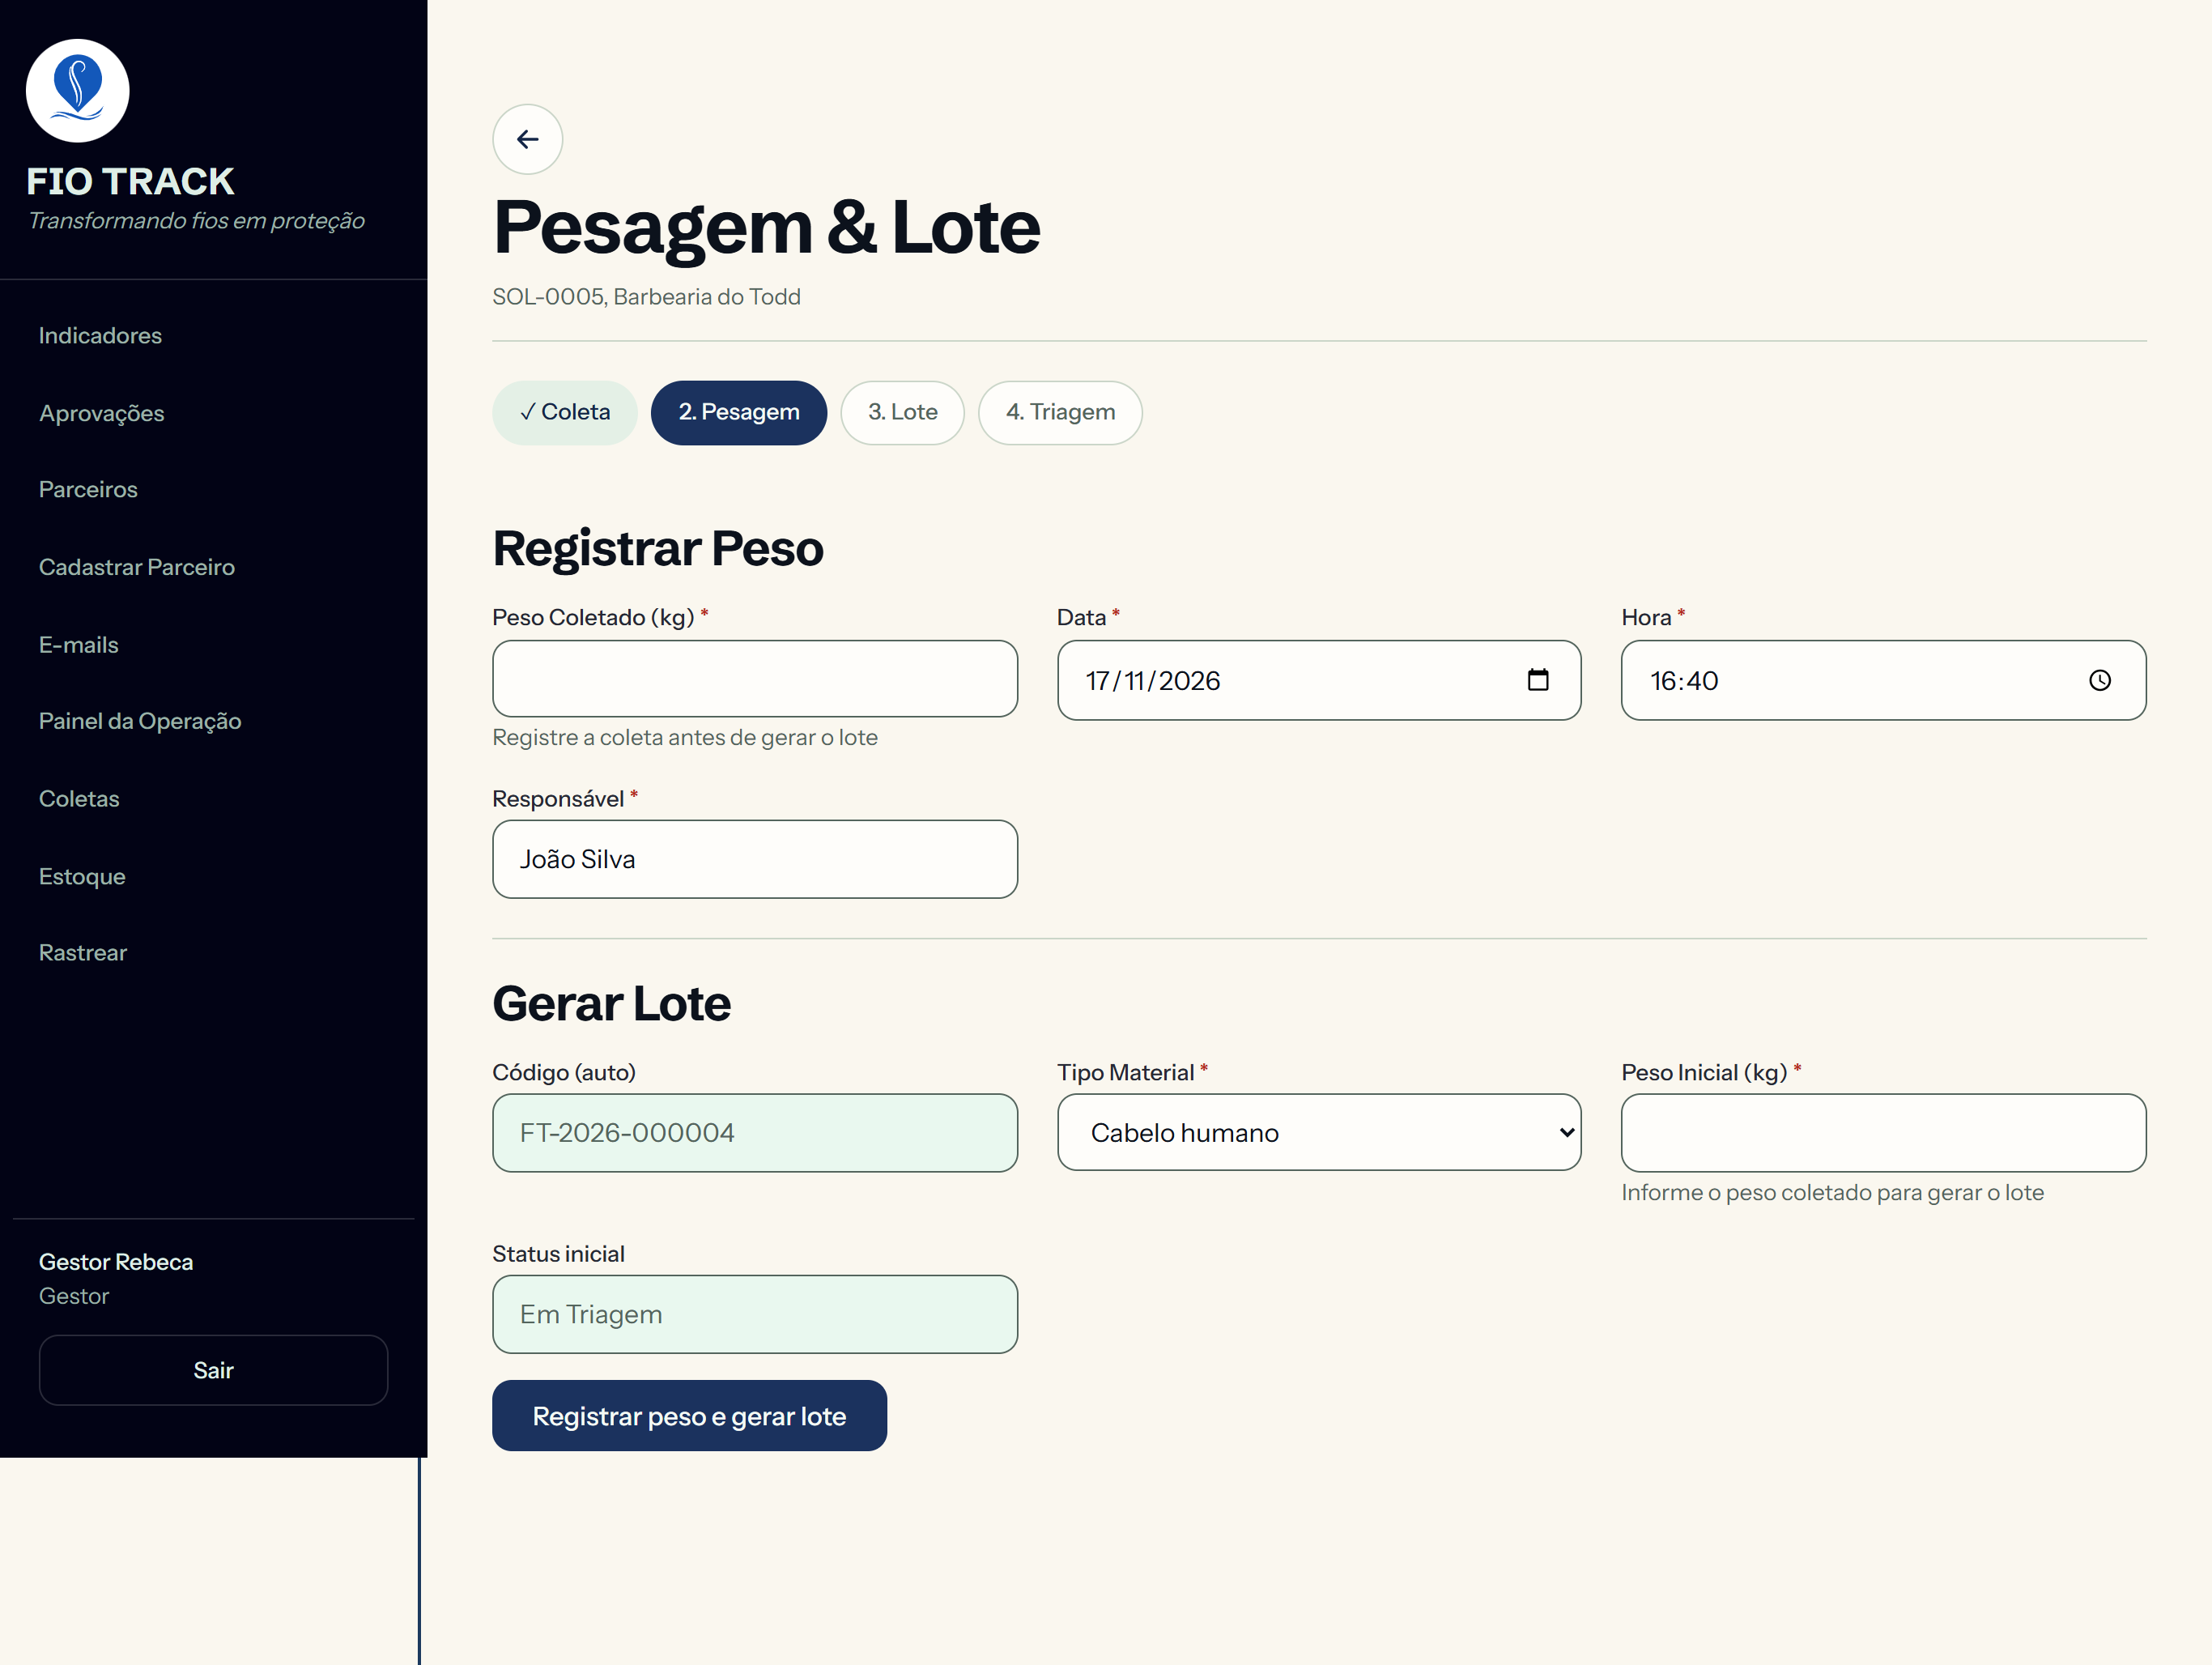 FIO TRACK
Transformando fios em proteção
Indicadores
Aprovações
Parceiros
Cadastrar Parceiro
E-mails
Painel da Operação
Coletas
Estoque
Rastrear
Gestor Rebeca
Gestor
Sair
Pesagem & Lote
SOL-0005, Barbearia do Todd
✓ Coleta
2. Pesagem
3. Lote
4. Triagem
Registrar Peso
Peso Coletado (kg) *
Data *
Hora *
17/11/2026
16:40
Registre a coleta antes de gerar o lote
Responsável *
João Silva
Gerar Lote
Código (auto)
Tipo Material *
Peso Inicial (kg) *
FT-2026-000004
Cabelo humano
Informe o peso coletado para gerar o lote
Status inicial
Em Triagem
Registrar peso e gerar lote